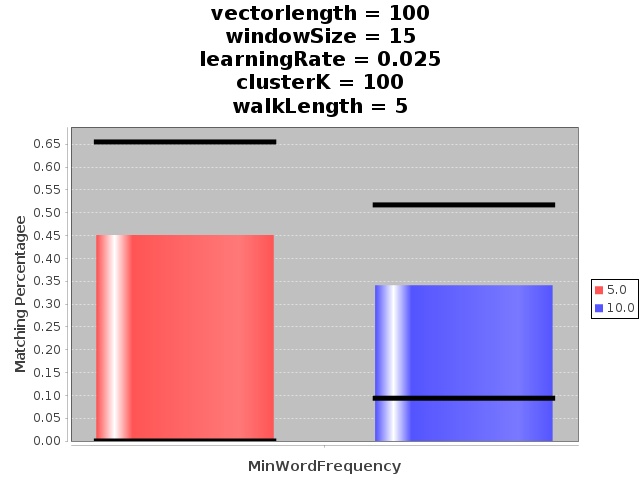 vectorlength = 100
windowSize = 15
learningRate = 0.025
clusterK = 100
walkLength = 5
0.65
0.60
0.55
0.50
0.45
0.40
0.35
0.30
0.25
0.20
0.15
0.10
0.05
0.00
Matching Percentagee
MinWordFrequency
5.0
10.0